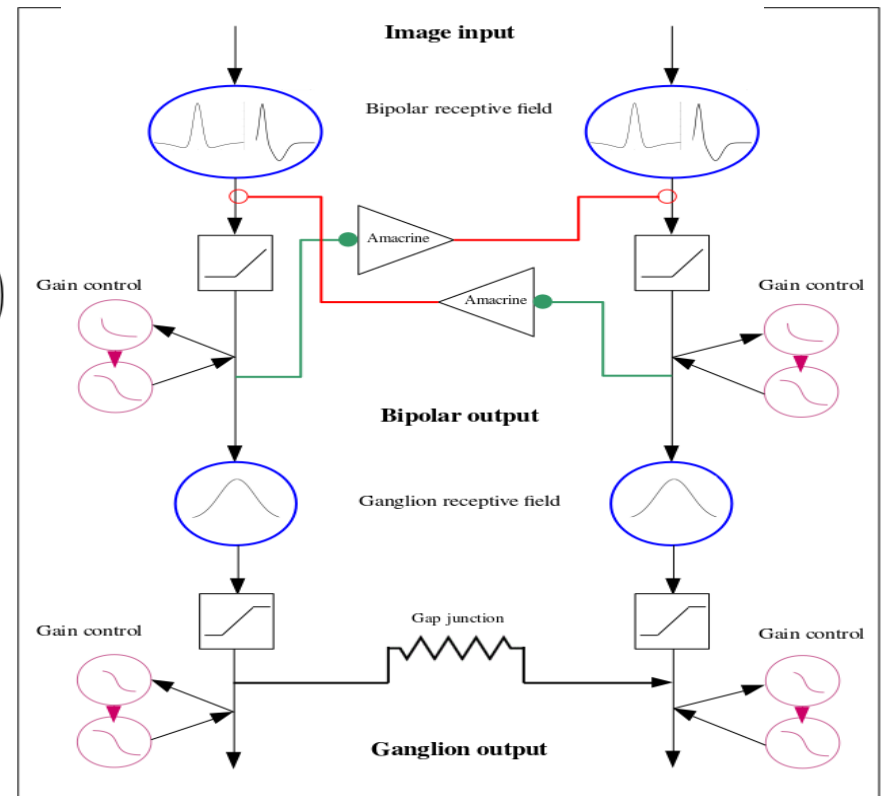 Image input
Bipolar receptive field
Amacrine
Gain control
Gain control
Amacrine
Bipolar output
Ganglion receptive field
Gap junction
Gain control
Gain control
Ganglion output